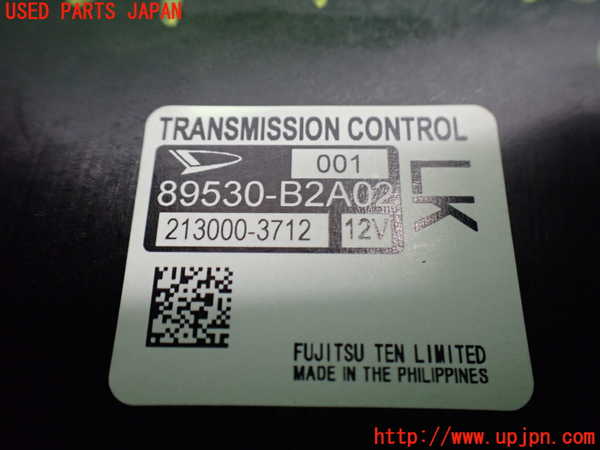 USED PARTS JAPAN
TRANSMISSION CONTROL
001
LK
89530-B2A02
213000-3712
12V
FUJITSU TEN LIMITED
MADE IN THE PHILIPPINES
http://www.upjpn.com/